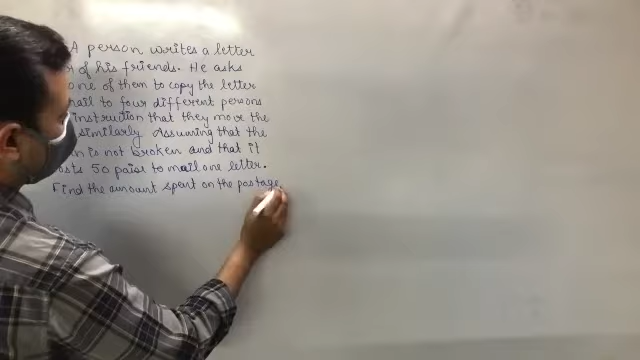 A person writes a letter
of his friends. He asks
one of them to copy the letter
mail to four different persons
instruction that they move the
similarly Assuming that the
is not broken and that it
50 paise to mail one letter.
Find the amount spent on the postage.